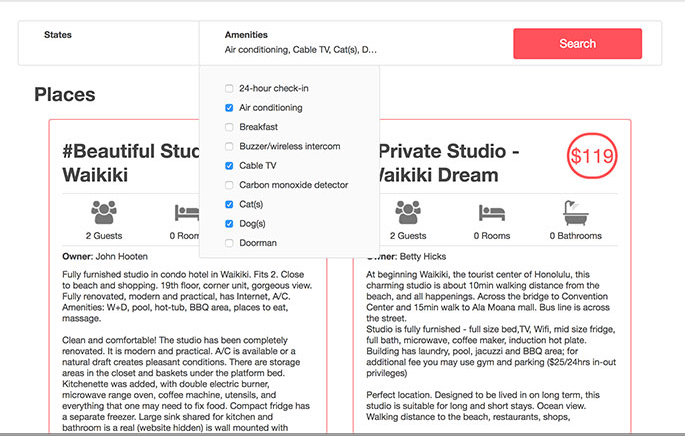 States
Amenities
Air conditioning, Cable TV, Cat(s), D...
Search
24-hour check-in
Air conditioning
Breakfast
Buzzer/wireless intercom
Cable TV
Carbon monoxide detector
Cat(s)
Dog(s)
Doorman
Places
#Beautiful
Waikiki
2 Guests
0
Owner: John Hooten
Fully furnished studio in condo hotel in Waikiki. Fits 2. Close
to beach and shopping. 19th floor, corner unit, gorgeous view.
Fully renovated, modern and practical, has Internet, A/C.
Amenities: W+D, pool, hot-tub, BBQ area, places to eat,
massage.
Clean and comfortable! The studio has been completely
renovated. It is modern and practical. A/C is available or a
natural draft creates pleasant conditions. There are storage
areas in the closet and baskets under the platform bed.
Kitchenette was added, with double electric burner,
microwave range oven, coffee machine, utensils, and
everything that one may need to fix food. Compact fridge has
a separate freezer. Large sink shared for kitchen and
bathroom is a real (website hidden) is wall mounted with
Private Studio -
Waikiki Dream
$119
2 Guests
0 Rooms
0 Bathrooms
Owner: Betty Hicks
At beginning Waikiki, the tourist center of Honolulu, this
charming studio is about 10min walking distance from the
beach, and all happenings. Across the bridge to Convention
Center and 15min walk to Ala Moana mall. Bus line is across
the street.
Studio is fully furnished - full size bed,TV, Wifi, mid size fridge,
full bath, microwave, coffee maker, induction hot plate.
Building has laundry, pool, jacuzzi and BBQ area; for
additional fee you may use gym and parking ($25/24hrs in-out
privileges)
Perfect location. Designed to be lived in on long term, this
studio is suitable for long and short stays. Ocean view.
Walking distance to the beach, restaurants, shops,